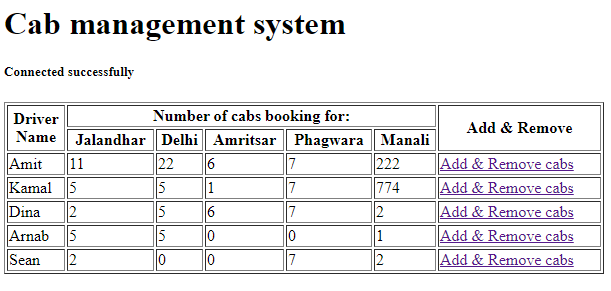 Cab management system
Connected successfully
Driver Name Number of cabs booking for: Add & Remove
Jalandhar Delhi Amritsar Phagwara Manali
Amit 11 22 6 7 222 Add & Remove cabs
Kamal 5 5 1 7 774 Add & Remove cabs
Dina 2 5 6 7 2 Add & Remove cabs
Arnab 5 5 0 0 1 Add & Remove cabs
Sean 2 0 0 7 2 Add & Remove cabs